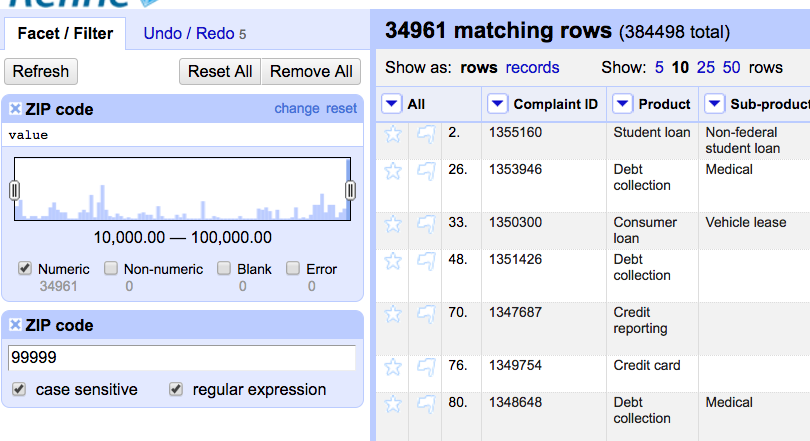 Refine
Facet / Filter
Undo / Redo 5
Refresh
Reset All
Remove All
ZIP code
change reset
value
10,000.00 — 100,000.00
Numeric
34961
Non-numeric
0
Blank
0
Error
0
ZIP code
99999
case sensitive
regular expression
34961 matching rows (384498 total)
Show as: rows records
Show: 5 10 25 50 rows
All
Complaint ID
Product
Sub-product
2. 1355160 Student loan Non-federal
student loan
26. 1353946 Debt Medical
collection
33. 1350300 Consumer Vehicle lease
loan
48. 1351426 Debt
collection
70. 1347687 Credit
reporting
76. 1349754 Credit card
80. 1348648 Debt Medical
collection